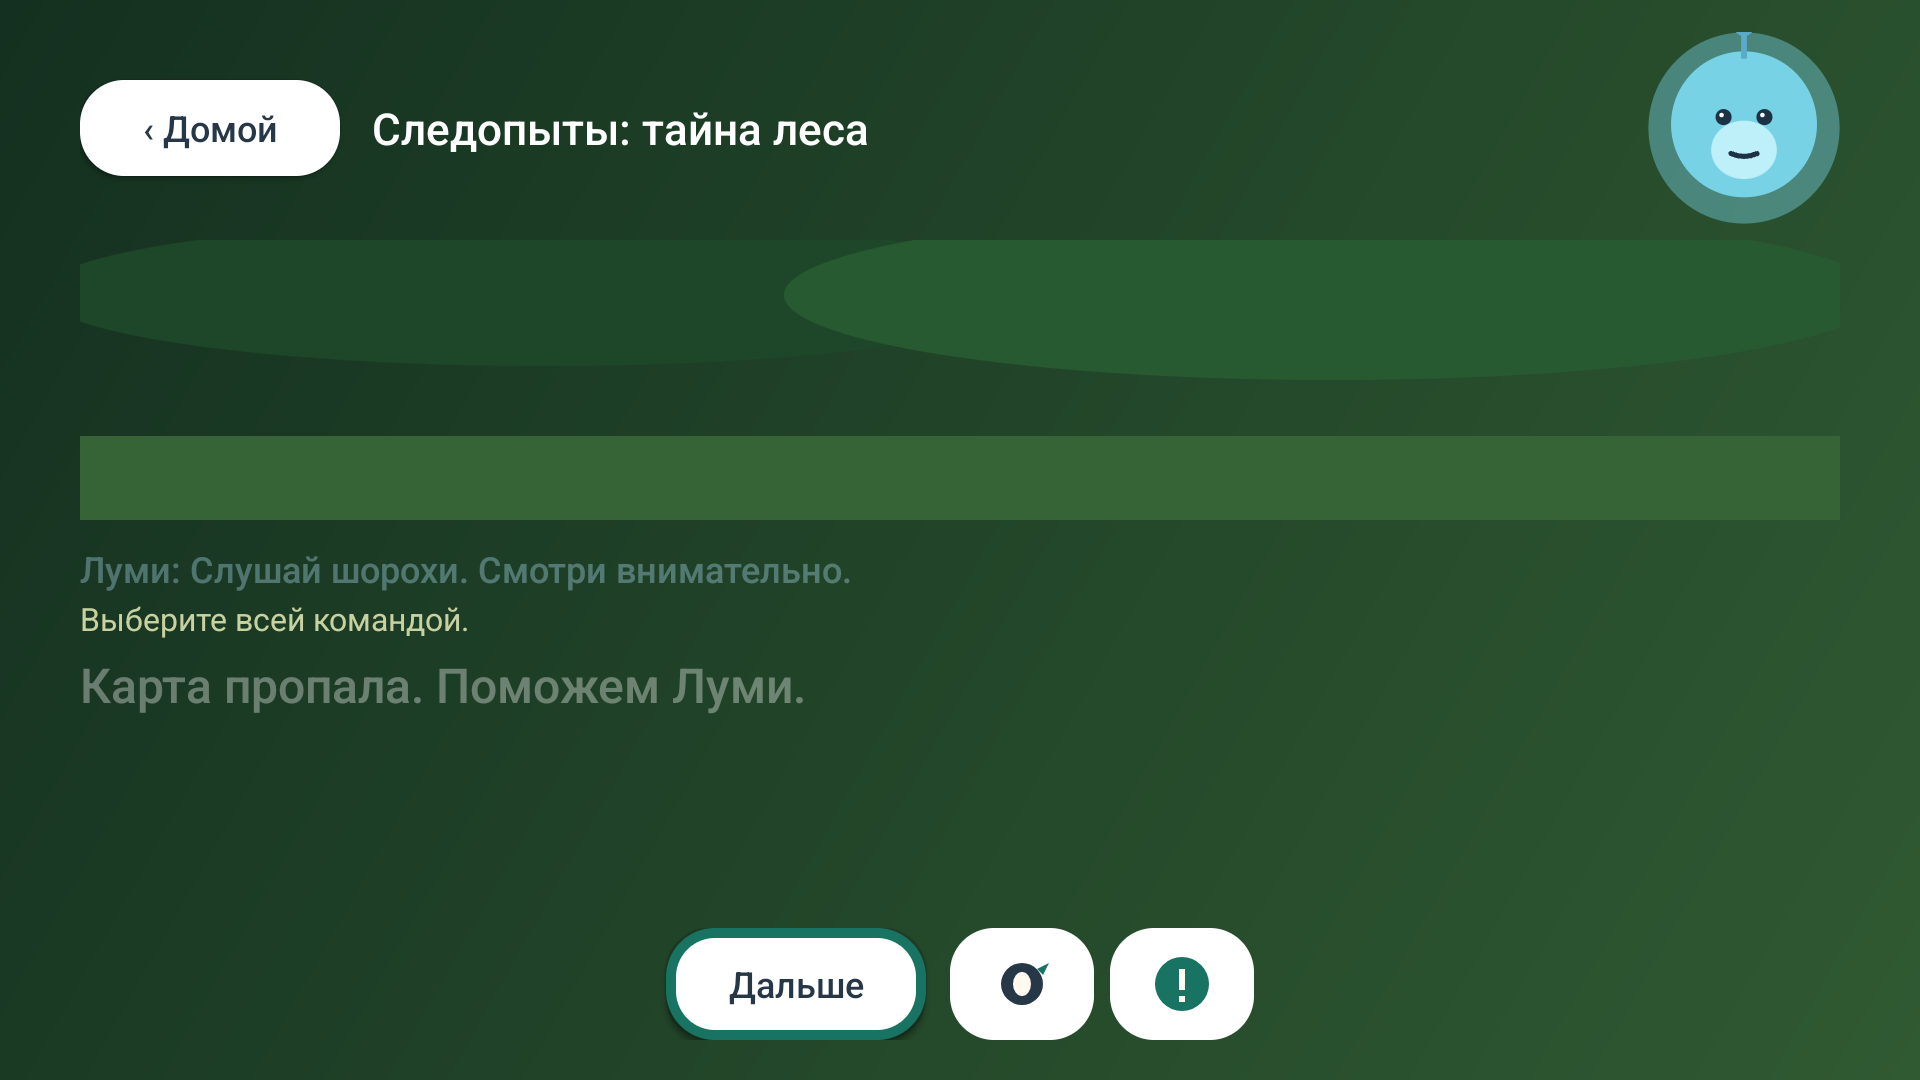 ‹ Домой
Следопыты: тайна леса
Луми: Слушай шорохи. Смотри внимательно.
Выберите всей командой.
Карта пропала. Поможем Луми.
Дальше
!